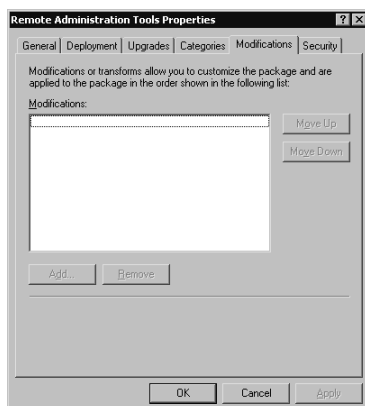 Remote Administration Tools Properties ? X
General Deployment Upgrades Categories Modifications Security
Modifications or transforms allow you to customize the package and are
applied to the package in the order shown in the following list:
Modifications:
Move Up
Move Down
Add... Remove
OK Cancel Apply